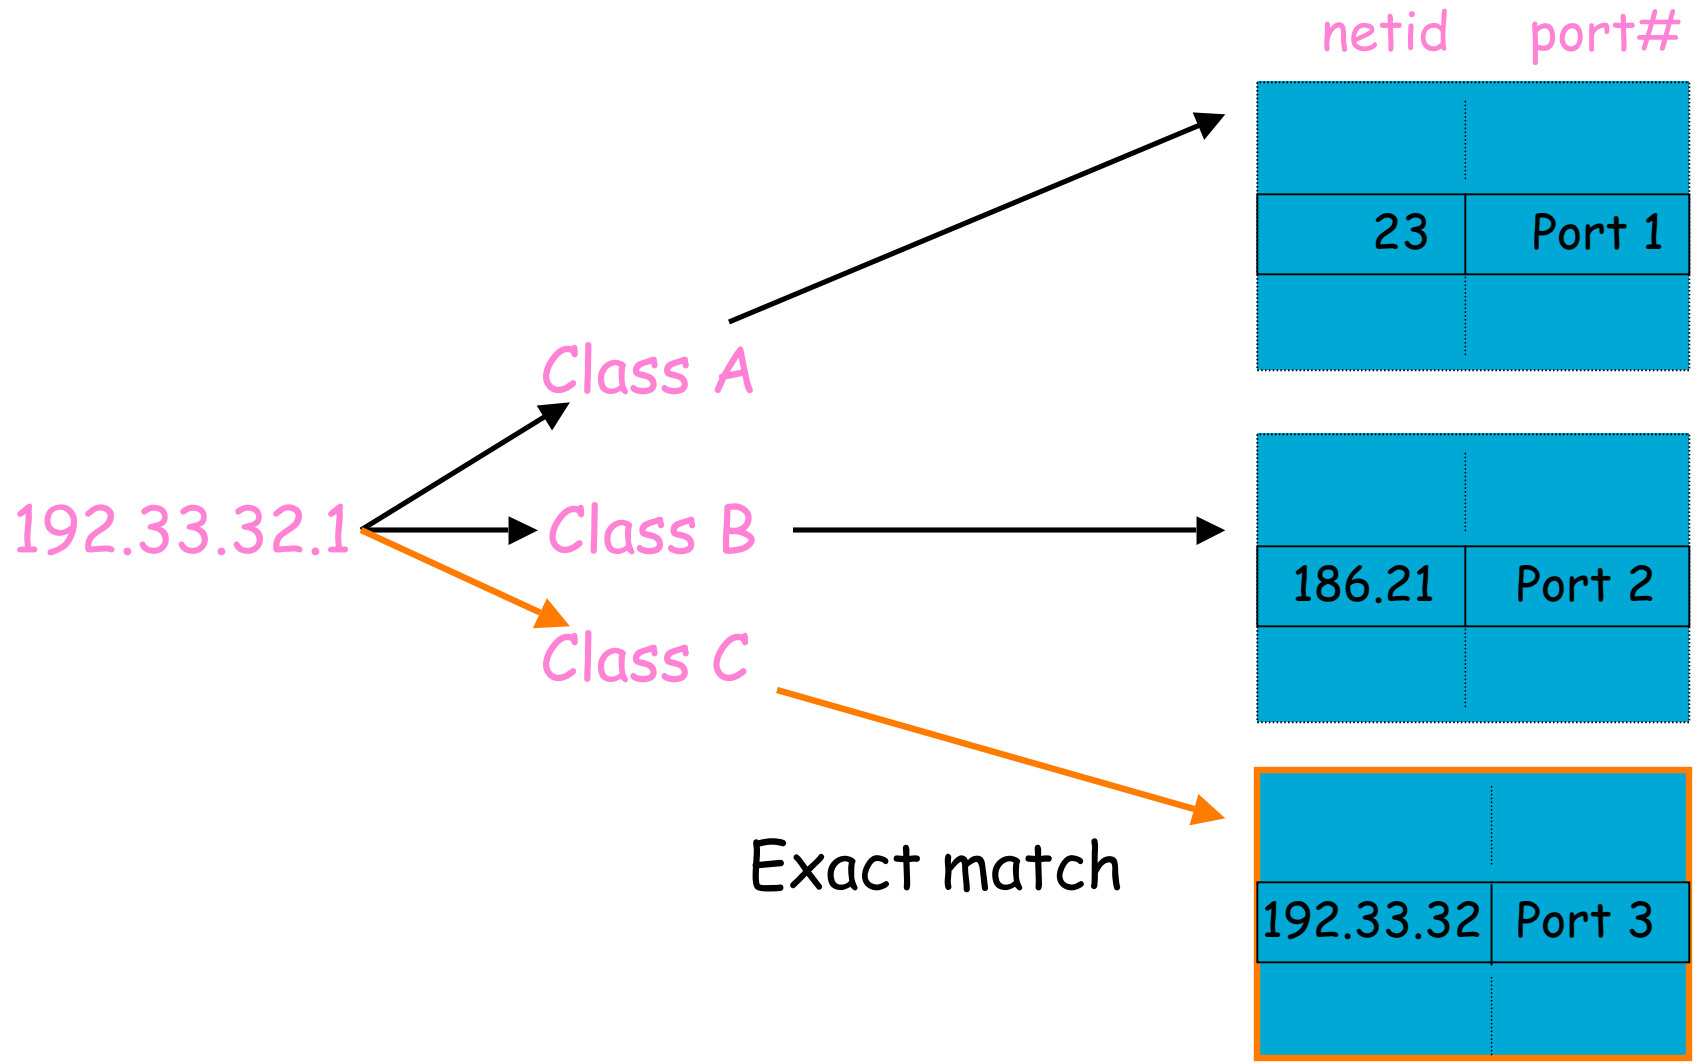 netid port#
23 Port 1
Class A
192.33.32.1 Class B
186.21 Port 2
Class C
Exact match
192.33.32 Port 3